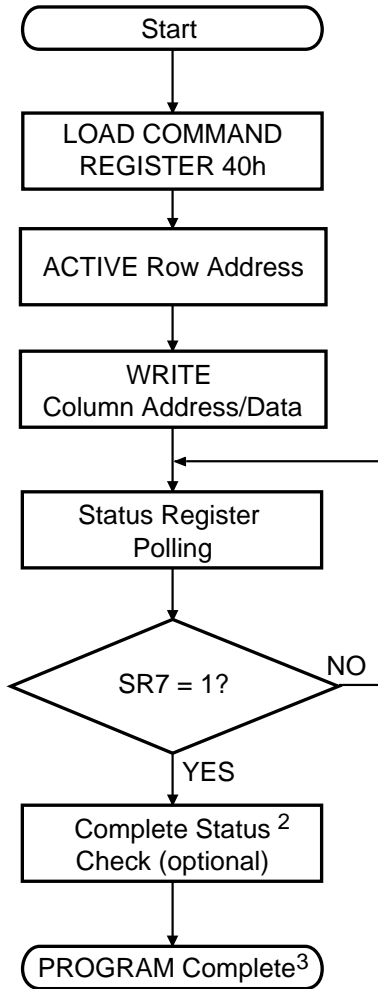 Start
LOAD COMMAND
REGISTER 40h
ACTIVE Row Address
WRITE
Column Address/Data
Status Register
Polling
SR7 = 1?
NO
YES
Complete Status 2
Check (optional)
PROGRAM Complete3